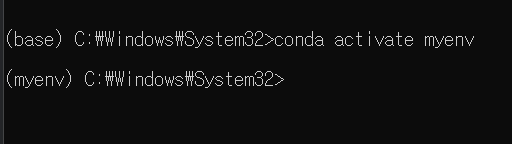 (base) C:₩Windows₩System32>conda activate myenv
(myenv) C:₩Windows₩System32>